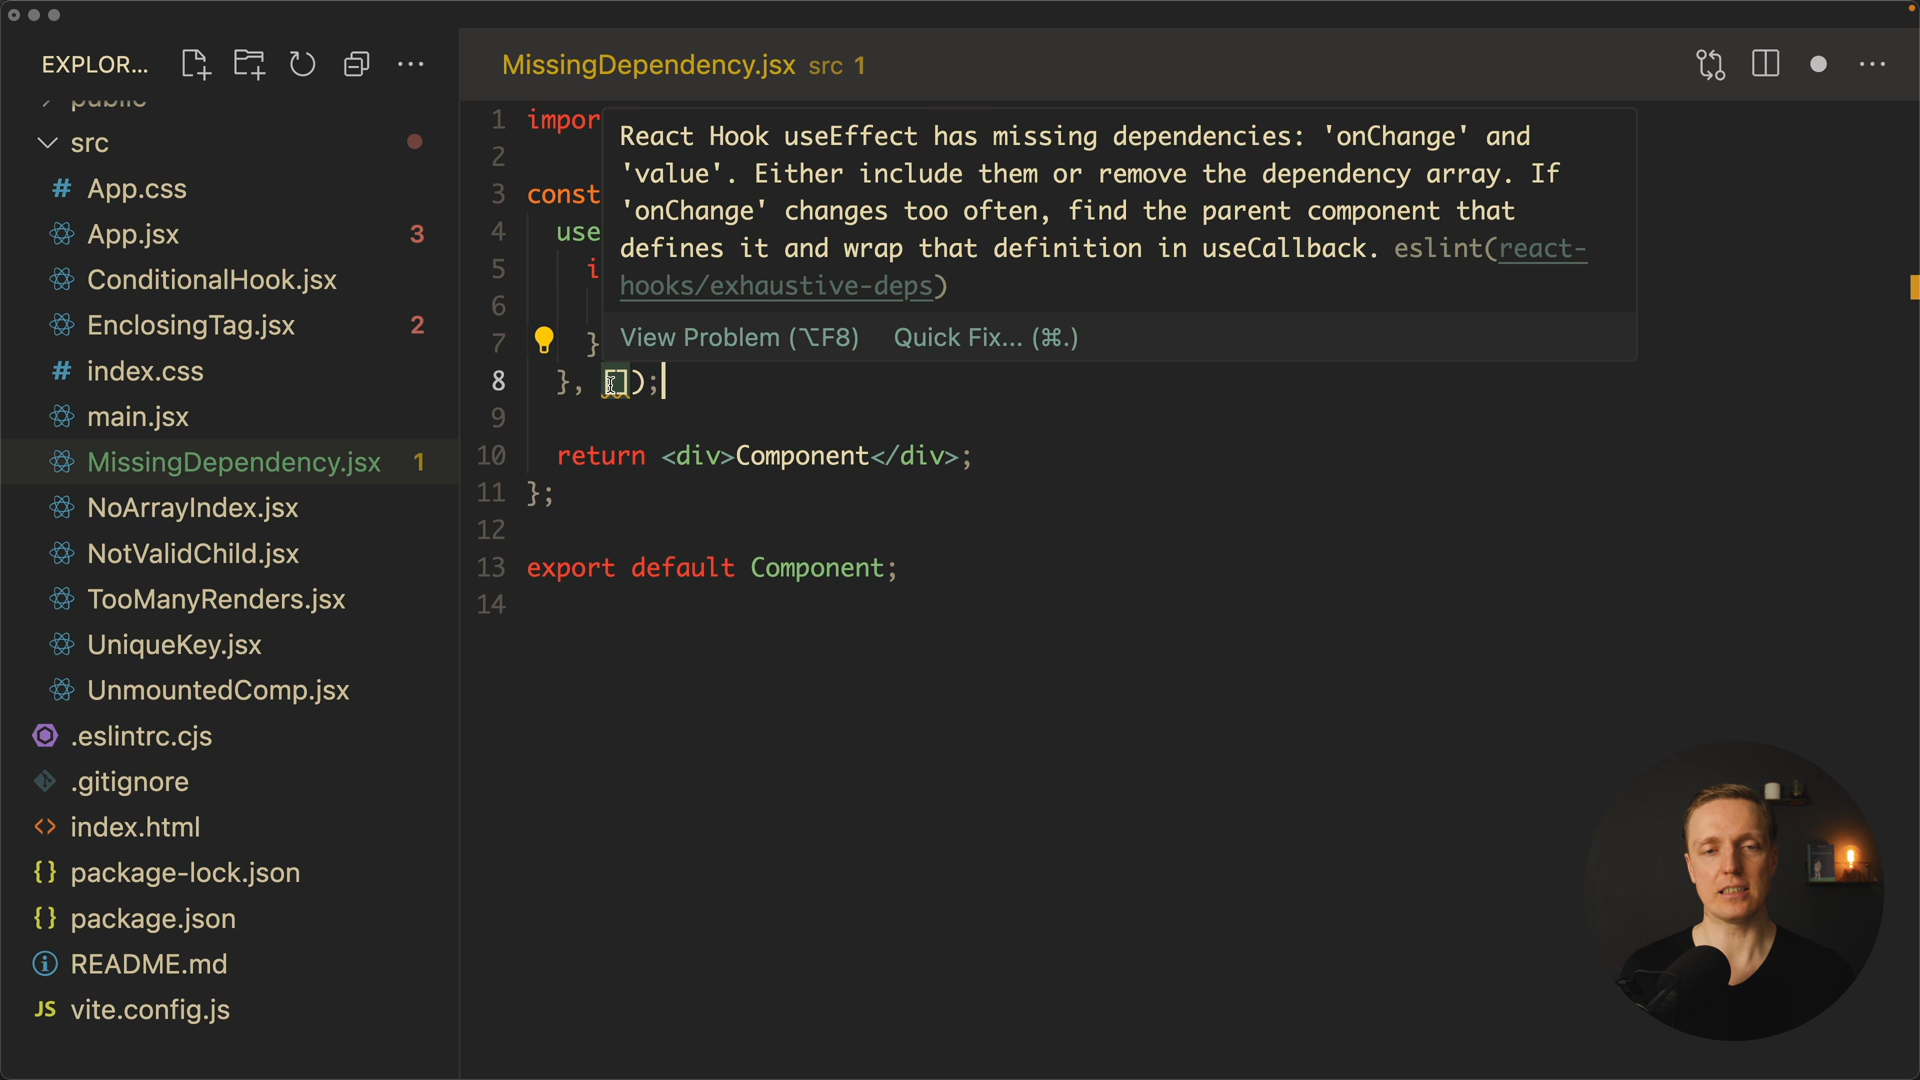 EXPLOR...
public
src
App.css
App.jsx 3
ConditionalHook.jsx
EnclosingTag.jsx 2
index.css
main.jsx
MissingDependency.jsx 1
NoArrayIndex.jsx
NotValidChild.jsx
TooManyRenders.jsx
UniqueKey.jsx
UnmountedComp.jsx
.eslintrc.cjs
.gitignore
index.html
package-lock.json
package.json
README.md
JS vite.config.js
MissingDependency.jsx src 1
1 impor
2
3 const
4 use
5 i
6
7 }
8 }, []);
9
10 return <div>Component</div>;
11 };
12
13 export default Component;
14
React Hook useEffect has missing dependencies: 'onChange' and
'value'. Either include them or remove the dependency array. If
'onChange' changes too often, find the parent component that
defines it and wrap that definition in useCallback. eslint(react-
hooks/exhaustive-deps)
View Problem (⌥F8) Quick Fix... (⌘.)